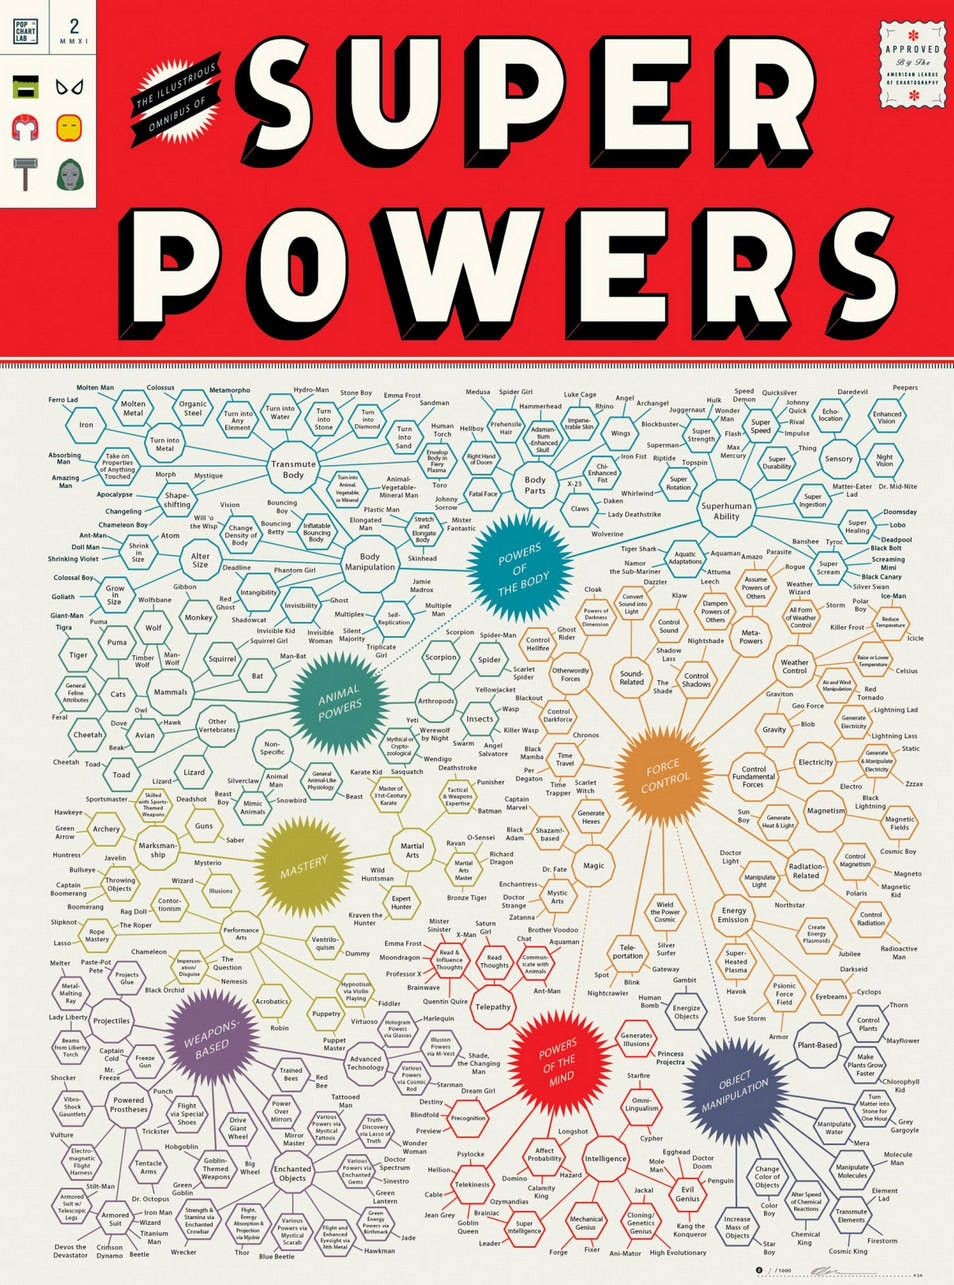 POP
CHART
LAB
2
MMXI
THE ILLUSTRIOUS
OMNIBUS OF
SUPER
POWERS
APPROVED
By The
AMERICAN LEAGUE
OF CHARTOGRAPHY
POWERS
OF
THE BODY
Transmute
Body
Turn into
Metal
Molten
Metal
Molten Man
Organic
Steel
Colossus
Iron
Ferro Lad
Take on
Properties
of Anything
Touched
Absorbing
Man
Amazing
Man
Turn into
Any
Element
Metamorpho
Turn into
Water
Hydro-Man
Turn
into
Stone
Stone Boy
Turn
into
Diamond
Emma Frost
Turn
into
Sand
Sandman
Envelop
Body in
Fiery
Plasma
Human
Torch
Toro
Turn into
Animal,
Vegetable,
or Mineral
Animal-
Vegetable-
Mineral Man
Shape-
shifting
Morph
Mystique
Apocalypse
Changeling
Chameleon Boy
Body
Manipulation
Alter
Size
Shrink
in
Size
Ant-Man
Doll Man
Shrinking Violet
Atom
Grow
in
Size
Colossal Boy
Goliath
Giant-Man
Change
Density of
Body
Will 'o
the Wisp
Vision
Inflatable
Bouncing
Body
Bouncing
Boy
Bouncing
Betty
Stretch
and
Elongate
Body
Plastic Man
Elongated
Man
Mister
Fantastic
Skinhead
Intangibility
Deadline
Phantom Girl
Red
Ghost
Shadowcat
Invisibility
Ghost
Invisible Kid
Invisible
Woman
Self-
Replication
Jamie
Madrox
Multiple
Man
Multiplex
Silent
Majority
Triplicate
Girl
Body
Parts
Prehensile
Hair
Medusa
Spider Girl
Adaman-
tium
-Enhanced
Skull
Hammerhead
Impene-
trable Skin
Luke Cage
Rhino
Wings
Angel
Archangel
Right Hand
of Doom
Hellboy
Fatal Face
Johnny
Sorrow
Chi-
Enhanced
Fist
Iron Fist
Claws
X-23
Daken
Lady Deathstrike
Wolverine
Superhuman
Ability
Super
Strength
Juggernaut
Hulk
Wonder
Man
Blockbuster
Superman
Super
Speed
Speed
Demon
Quicksilver
Johnny
Quick
Rival
Impulse
Flash
Max
Mercury
Echo-
location
Daredevil
Enhanced
Vision
Peepers
Sensory
Night
Vision
Dr. Mid-Nite
Super
Durability
Thing
Super
Rotation
Riptide
Topspin
Whirlwind
Super
Ingestion
Matter-Eater
Lad
Super
Healing
Doomsday
Lobo
Deadpool
Super
Scream
Banshee
Tyroc
Black Bolt
Screaming
Mimi
Black Canary
Silver Swan
Aquatic
Adaptations
Tiger Shark
Namor
the Sub-Mariner
Aquaman
Attuma
ANIMAL
POWERS
Mammals
Wolf
Wolfsbane
Timber
Wolf
Man-
Wolf
Monkey
Gibbon
Squirrel
Squirrel Girl
Bat
Man-Bat
Cats
Puma
Puma
Tiger
Tigra
General
Feline
Attributes
Feral
Cheetah
Cheetah
Other
Vertebrates
Avian
Owl
Dove
Hawk
Beak
Toad
Toad
Lizard
Lizard
Non-
Specific
Mimic
Animals
Silverclaw
Animal
Man
Beast
Boy
Snowbird
General
Animal-Like
Physiology
Beast
Arthropods
Scorpion
Scorpion
Spider
Spider-Man
Scarlet
Spider
Insects
Yellowjacket
Wasp
Killer Wasp
Swarm
Angel
Salvatore
Mythical or
Crypto-
zoological
Yeti
Werewolf
by Night
Sasquatch
Wendigo
FORCE
CONTROL
Otherwordly
Forces
Control
Hellfire
Ghost
Rider
Powers of
Darkness
Dimension
Cloak
Control
Darkforce
Blackout
Sound-
Related
Convert
Sound into
Light
Dazzler
Control
Sound
Klaw
Control
Shadows
Nightshade
Shadow
Lass
The
Shade
Meta-
Powers
Dampen
Powers of
Others
Leech
Assume
Powers of
Others
Amazo
Parasite
Rogue
Weather
Control
All Form
of Weather
Control
Weather
Wizard
Storm
Reduce
Temperature
Polar
Boy
Ice-Man
Killer Frost
Icicle
Raise or Lower
Temperature
Celsius
Air and Wind
Manipulation
Red
Tornado
Control
Fundamental
Forces
Gravity
Graviton
Geo Force
Blob
Electricity
Generate
Electricity
Lightning Lad
Lightning Lass
Generate
& Manipulate
Electricity
Static
Zzzax
Electro
Black
Lightning
Magnetism
Magnetic
Fields
Cosmic Boy
Control
Magnetism
Magneto
Magnetic
Kid
Polaris
Radiation-
Related
Generate
Heat & Light
Sun
Boy
Manipulate
Light
Doctor
Light
Control
Radiation
Radioactive
Man
Energy
Emission
Northstar
Create
Energy
Plasmoids
Jubilee
Super-
Heated
Plasma
Havok
Psionic
Force
Field
Sue Storm
Eyebeams
Darkseid
Cyclops
Armor
Time
Travel
Chronos
Black
Mamba
Per
Degaton
Time
Trapper
Magic
Generate
Hexes
Scarlet
Witch
Shazam!-
based
Captain
Marvel
Black
Adam
Mystic
Arts
Dr. Fate
Enchantress
Doctor
Strange
Zatanna
Brother Voodoo
Tele-
portation
Spot
Nightcrawler
Blink
Gateway
Wield
the Power
Cosmic
Silver
Surfer
MASTERY
Marksman-
ship
Skilled
with Sports-
Themed
Weapons
Sportsmaster
Guns
Deadshot
Saber
Archery
Hawkeye
Green
Arrow
Huntress
Throwing
Objects
Javelin
Bullseye
Captain
Boomerang
Boomerang
Performance
Arts
Illusions
Mysterio
Wizard
Contor-
tionism
Rag Doll
Rope
Mastery
Slipknot
The Roper
Lasso
Imperson-
ation/
Disguise
Chameleon
Black Orchid
The
Question
Nemesis
Acrobatics
Robin
Puppetry
Puppet
Master
Hypnotism
via Violin
Playing
Fiddler
Virtuoso
Ventrilo-
quism
Dummy
Martial
Arts
Master of
31st-Century
Karate
Karate Kid
Tactical
& Weapons
Expertise
Deathstroke
Punisher
Batman
Martial
Arts
Master
Ravan
O-Sensei
Richard
Dragon
Bronze Tiger
Expert
Hunter
Wild
Huntsman
Kraven the
Hunter
WEAPONS-
BASED
Projectiles
Metal-
Melting
Ray
Melter
Projects
Glue
Paste-Pot
Pete
Beams
from Liberty
Torch
Lady Liberty
Freeze
Gun
Captain
Cold
Mr.
Freeze
Powered
Prostheses
Vibro-
Shock
Gauntlets
Shocker
Electro-
magnetic
Flight
Harness
Vulture
Tentacle
Arms
Dr. Octopus
Flight
via Special
Shoes
Punch
Trickster
Armored
Suit
Armored
Suit w/
Telescopic
Legs
Stilt-Man
Iron Man
Wizard
Titanium
Man
Beetle
Crimson
Dynamo
Devos the
Devastator
Goblin-
Themed
Weapons
Hobgoblin
Green
Goblin
Drive
Giant
Wheel
Big
Wheel
Power
Over
Mirrors
Mirror
Master
Trained
Bees
Red
Bee
Advanced
Technology
Hologram
Powers
via Glasses
Harlequin
Illusion
Powers
via M-Vest
Shade,
the Changing
Man
Various
Powers
via Cosmic
Rod
Starman
Enchanted
Objects
Various
Powers
via Mystical
Tattoos
Tattooed
Man
Truth-
Discovery
via Lasso of
Truth
Wonder
Woman
Various
Powers via
Enchanted
Gems
Doctor
Spectrum
Sinestro
Green
Lantern
Green
Energy
Powers via
Birthmark
Jade
Flight and
Enhanced
Eyesight via
Nth Metal
Hawkman
Various
Powers via
Mystical
Scarab
Blue Beetle
Flight,
Energy
Absorption &
Projection
via Mjolnir
Thor
Strength &
Stamina via
Enchanted
Crowbar
Wrecker
POWERS
OF THE
MIND
Telepathy
Read &
Influence
Thoughts
Mister
Sinister
X-Man
Emma Frost
Moondragon
Professor X
Brainwave
Quentin Quire
Read
Thoughts
Saturn
Girl
Commun-
icate with
Animals
Chat
Aquaman
Ant-Man
Generates
Illusions
Princess
Projectra
Precognition
Dream Girl
Destiny
Blindfold
Preview
Telekinesis
Psylocke
Hellion
Cable
Jean Grey
Goblin
Queen
Affect
Probability
Longshot
Domino
Calamity
King
Hazard
Intelligence
Omni-
Lingualism
Starfire
Cypher
Super
Intelligence
Ozymandias
Brainiac
Leader
Mechanical
Genius
Forge
Fixer
Cloning/
Genetics
Genius
Jackal
Ani-Mator
High Evolutionary
Evil
Genius
Mole
Man
Egghead
Doctor
Doom
Penguin
Kang the
Konqueror
OBJECT
MANIPULATION
Energize
Objects
Human
Bomb
Gambit
Plant-Based
Control
Plants
Thorn
Mayflower
Make
Plants Grow
Faster
Chlorophyll
Kid
Turn
Matter into
Stone for
One Hour
Grey
Gargoyle
Manipulate
Water
Mera
Manipulate
Molecules
Molecule
Man
Transmute
Elements
Element
Lad
Firestorm
Cosmic King
Alter Speed of
Chemical
Reactions
Chemical
King
Change
Color of
Objects
Color
Boy
Increase
Mass of
Objects
Star
Boy
/1000